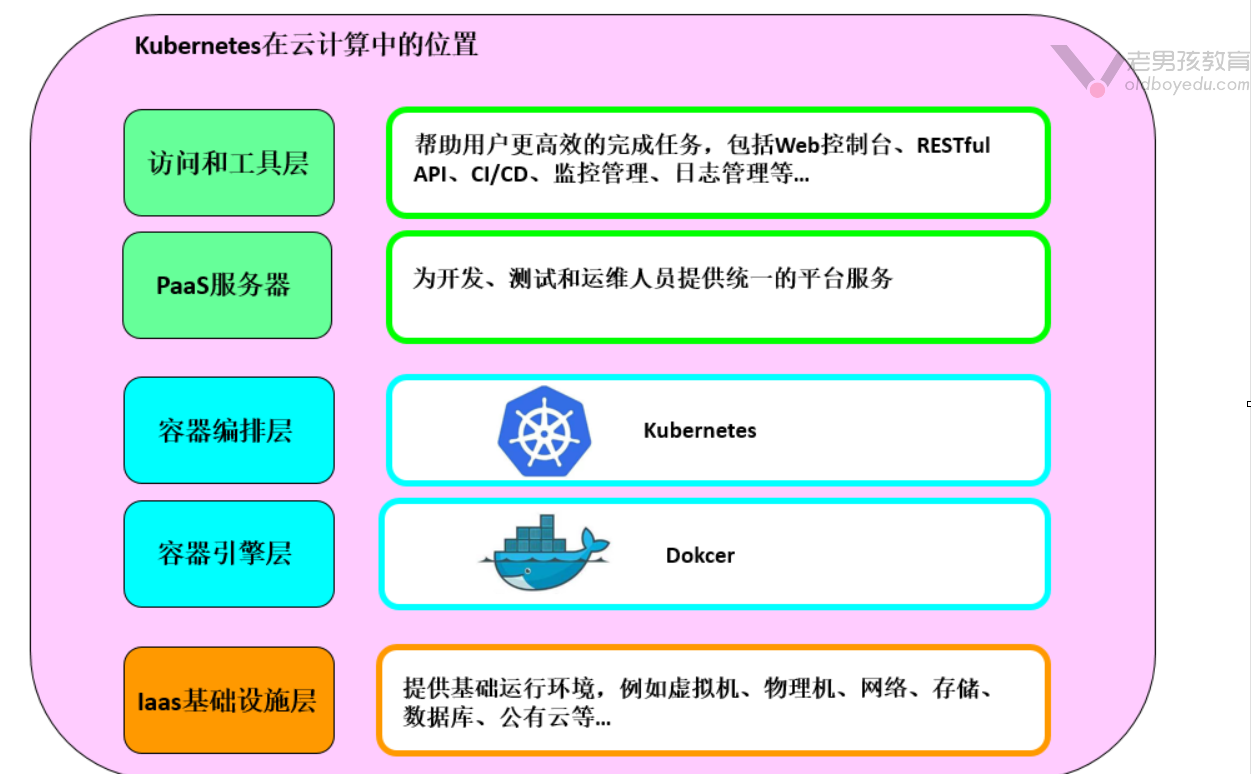 Kubernetes在云计算中的位置
老男孩教育
oldboyedu.com
访问和工具层
帮助用户更高效的完成任务，包括Web控制台、RESTful
API、CI/CD、监控管理、日志管理等...
PaaS服务器
为开发、测试和运维人员提供统一的平台服务
容器编排层
Kubernetes
容器引擎层
Dokcer
Iaas基础设施层
提供基础运行环境，例如虚拟机、物理机、网络、存储、
数据库、公有云等...